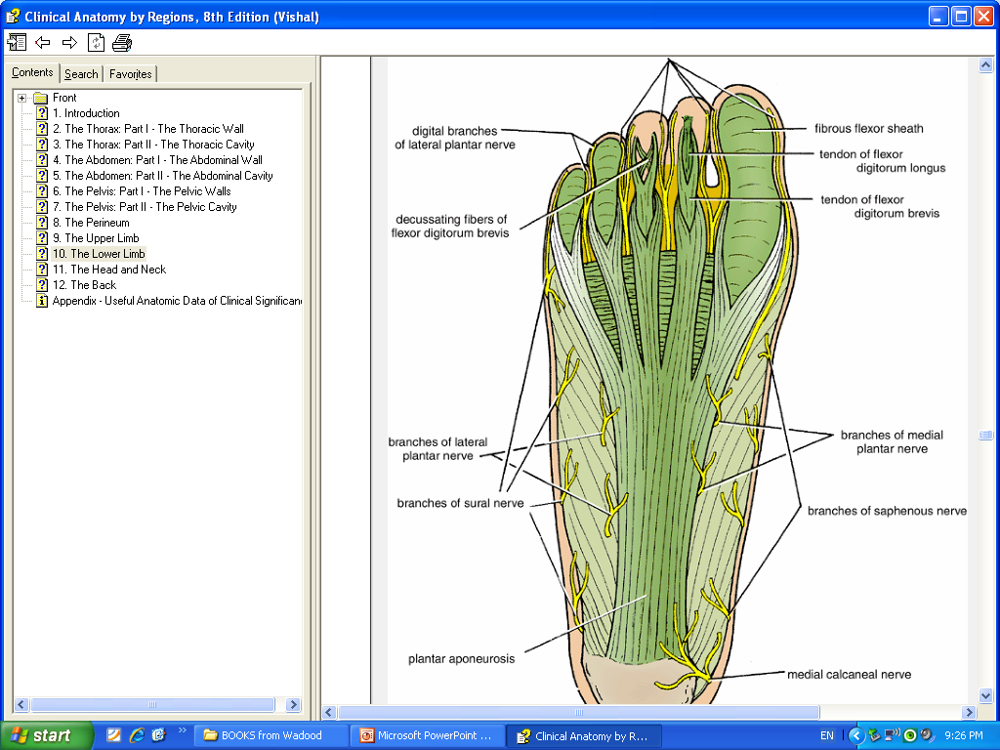 Clinical Anatomy by Regions, 8th Edition (Vishal)
Contents
Search
Favorites
Front
1. Introduction
2. The Thorax: Part I - The Thoracic Wall
3. The Thorax: Part II - The Thoracic Cavity
4. The Abdomen: Part I - The Abdominal Wall
5. The Abdomen: Part II - The Abdominal Cavity
6. The Pelvis: Part I - The Pelvic Walls
7. The Pelvis: Part II - The Pelvic Cavity
8. The Perineum
9. The Upper Limb
10. The Lower Limb
11. The Head and Neck
12. The Back
Appendix - Useful Anatomic Data of Clinical Significan
digital branches
of lateral plantar nerve
decussating fibers of
flexor digitorum brevis
fibrous flexor sheath
tendon of flexor
digitorum longus
tendon of flexor
digitorum brevis
branches of lateral
plantar nerve
branches of sural nerve
plantar aponeurosis
branches of medial
plantar nerve
branches of saphenous nerve
medial calcaneal nerve
start
BOOKS from Wadood
Microsoft PowerPoint ...
Clinical Anatomy by R...
EN
9:26 PM